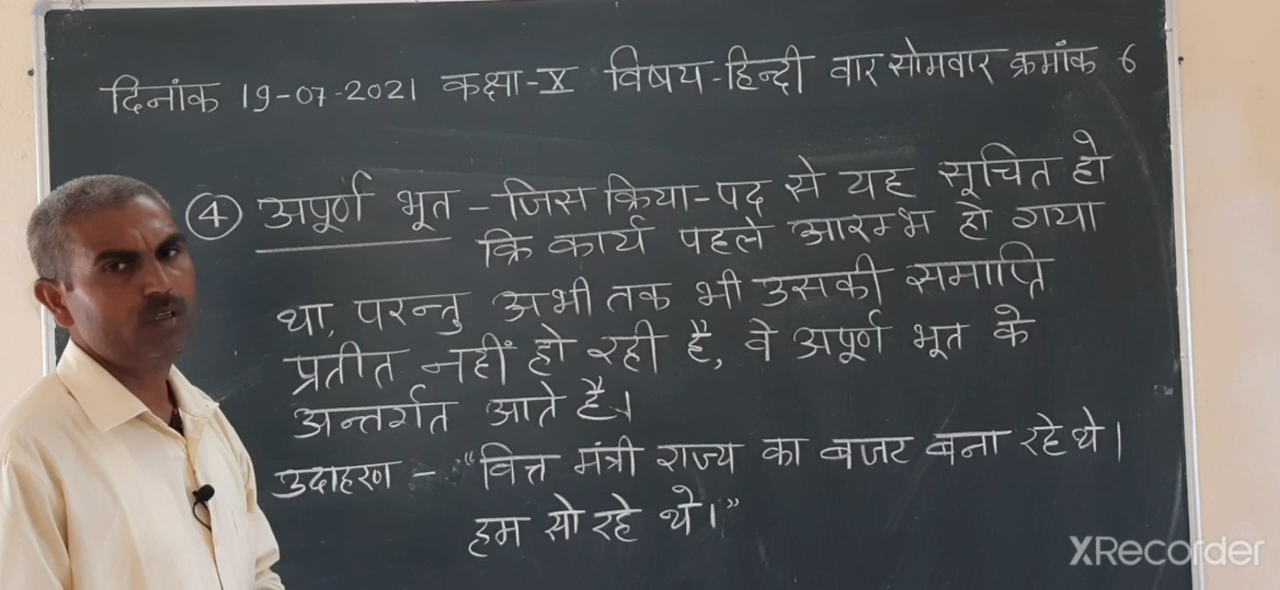 दिनांक 19-07-2021 कक्षा-X विषय-हिन्दी वार सोमवार क्रमांक 6
④ अपूर्ण भूत - जिस क्रिया-पद से यह सूचित हो
कि कार्य पहले आरम्भ हो गया
था, परन्तु अभी तक भी उसकी समाप्ति
प्रतीत नहीं हो रही है, वे अपूर्ण भूत के
अन्तर्गत आते है।
उदाहरण - "वित्त मंत्री राज्य का बजट बना रहे थे।
हम सो रहे थे।"
XRecorder